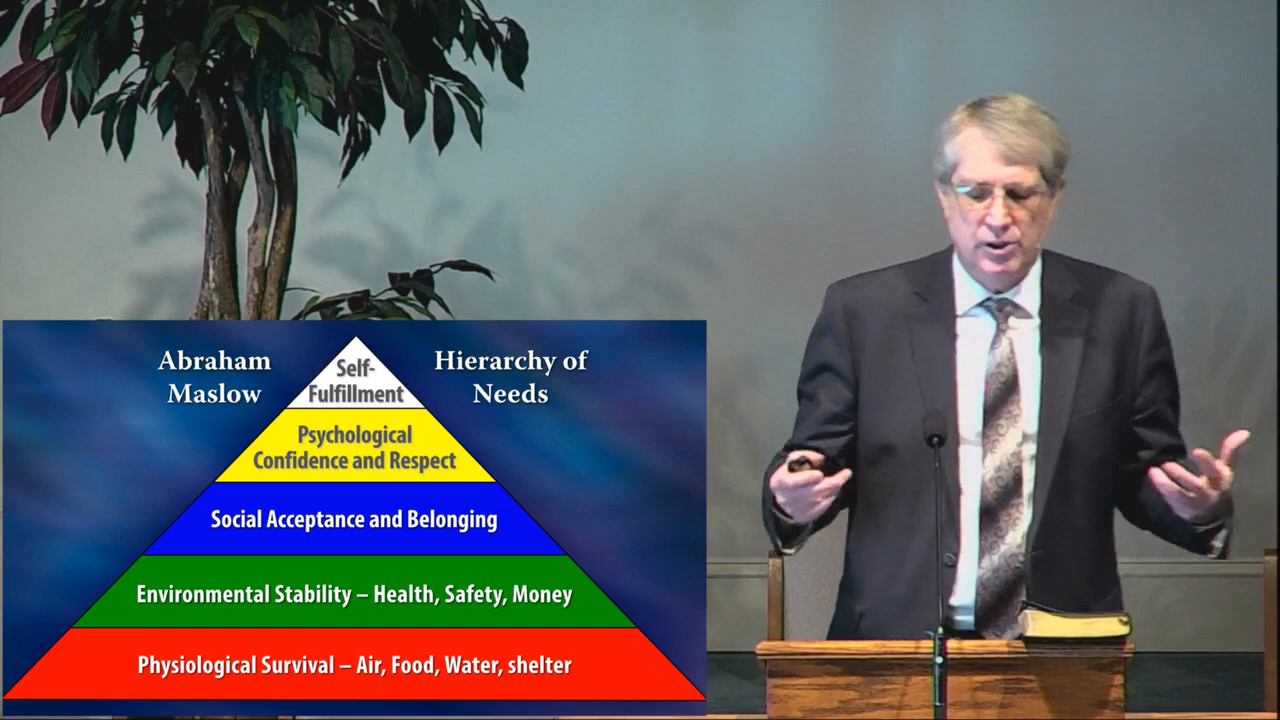 Abraham
Maslow
Hierarchy of
Needs
Self-
Fulfillment
Psychological
Confidence and Respect
Social Acceptance and Belonging
Environmental Stability – Health, Safety, Money
Physiological Survival – Air, Food, Water, shelter